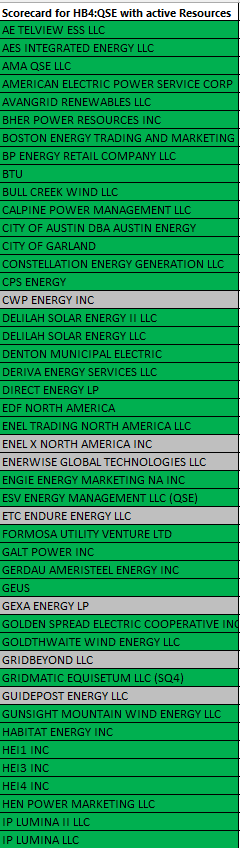 Scorecard for HB4:QSE with active Resources
AE TELVIEW ESS LLC
AES INTEGRATED ENERGY LLC
AMA QSE LLC
AMERICAN ELECTRIC POWER SERVICE CORP
AVANGRID RENEWABLES LLC
BHER POWER RESOURCES INC
BOSTON ENERGY TRADING AND MARKETING
BP ENERGY RETAIL COMPANY LLC
BTU
BULL CREEK WIND LLC
CALPINE POWER MANAGEMENT LLC
CITY OF AUSTIN DBA AUSTIN ENERGY
CITY OF GARLAND
CONSTELLATION ENERGY GENERATION LLC
CPS ENERGY
CWP ENERGY INC
DELILAH SOLAR ENERGY II LLC
DELILAH SOLAR ENERGY LLC
DENTON MUNICIPAL ELECTRIC
DERIVA ENERGY SERVICES LLC
DIRECT ENERGY LP
EDF NORTH AMERICA
ENEL TRADING NORTH AMERICA LLC
ENEL X NORTH AMERICA INC
ENERWISE GLOBAL TECHNOLOGIES LLC
ENGIE ENERGY MARKETING NA INC
ESV ENERGY MANAGEMENT LLC (QSE)
ETC ENDURE ENERGY LLC
FORMOSA UTILITY VENTURE LTD
GALT POWER INC
GERDAU AMERISTEEL ENERGY INC
GEUS
GEXA ENERGY LP
GOLDEN SPREAD ELECTRIC COOPERATIVE INC
GOLDTHWAITE WIND ENERGY LLC
GRIDBEYOND LLC
GRIDMATIC EQUISETUM LLC (SQ4)
GUIDEPOST ENERGY LLC
GUNSIGHT MOUNTAIN WIND ENERGY LLC
HABITAT ENERGY INC
HEI1 INC
HEI3 INC
HEI4 INC
HEN POWER MARKETING LLC
IP LUMINA II LLC
IP LUMINA LLC